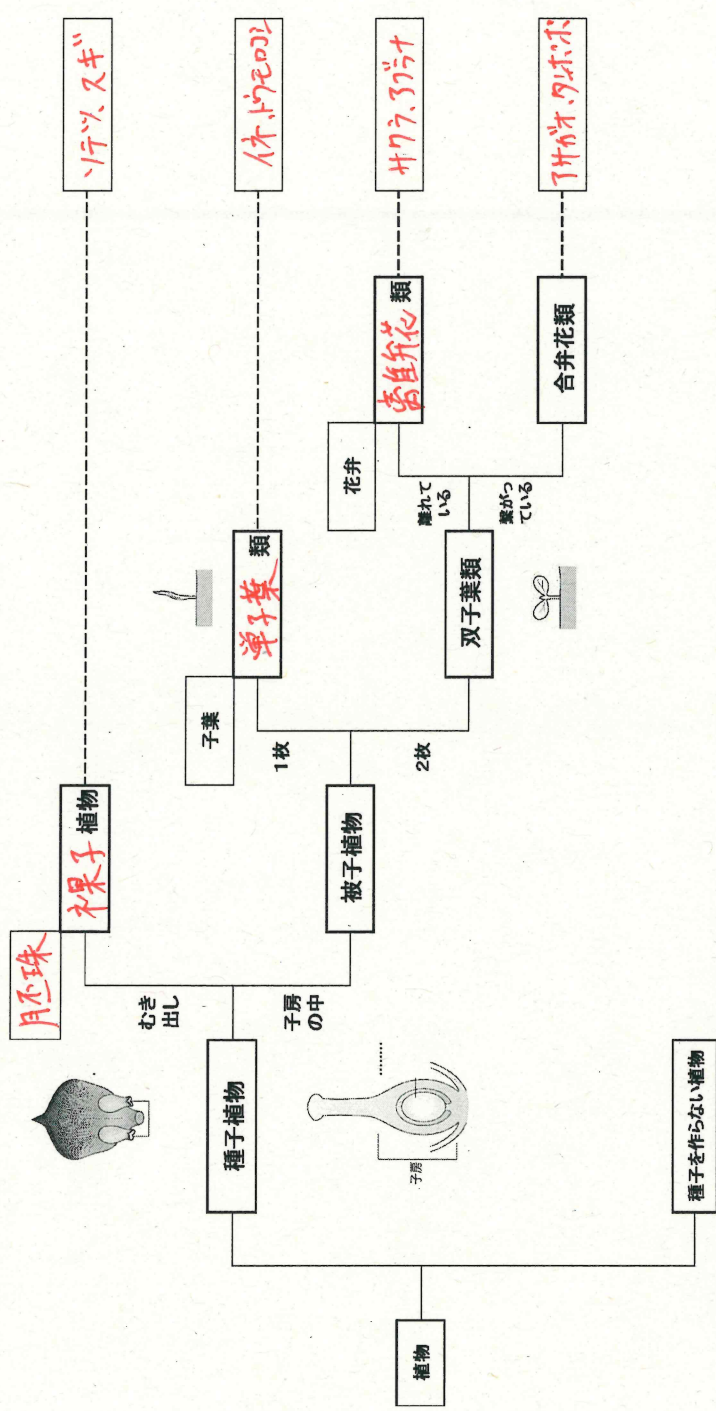 胚珠
裸子植物
ソテツ、スギ
むき
出し
種子植物
子房
の中
被子植物
子房
子葉
1枚
単子葉類
イネ、トウモロコシ
2枚
双子葉類
花弁
離れて
いる
離弁花類
サクラ、アブラナ
繋がっ
ている
合弁花類
アサガオ、タンポポ
植物
種子を作らない植物